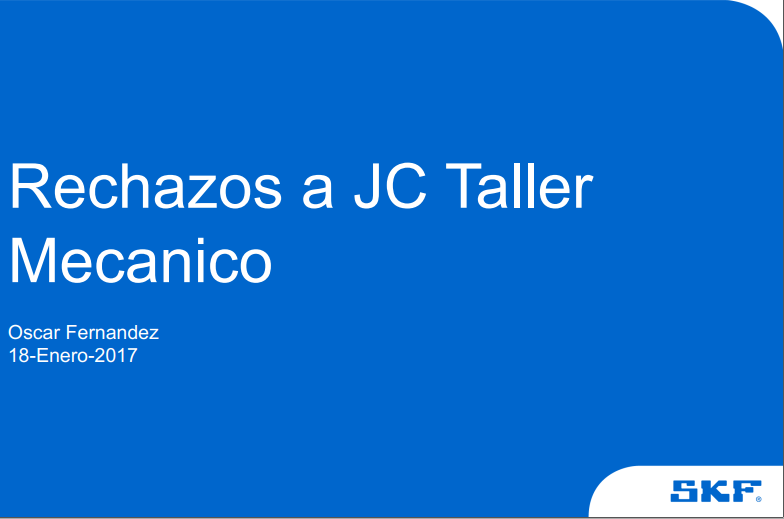 Rechazos a JC Taller
Mecanico
Oscar Fernandez
18-Enero-2017
SKF®